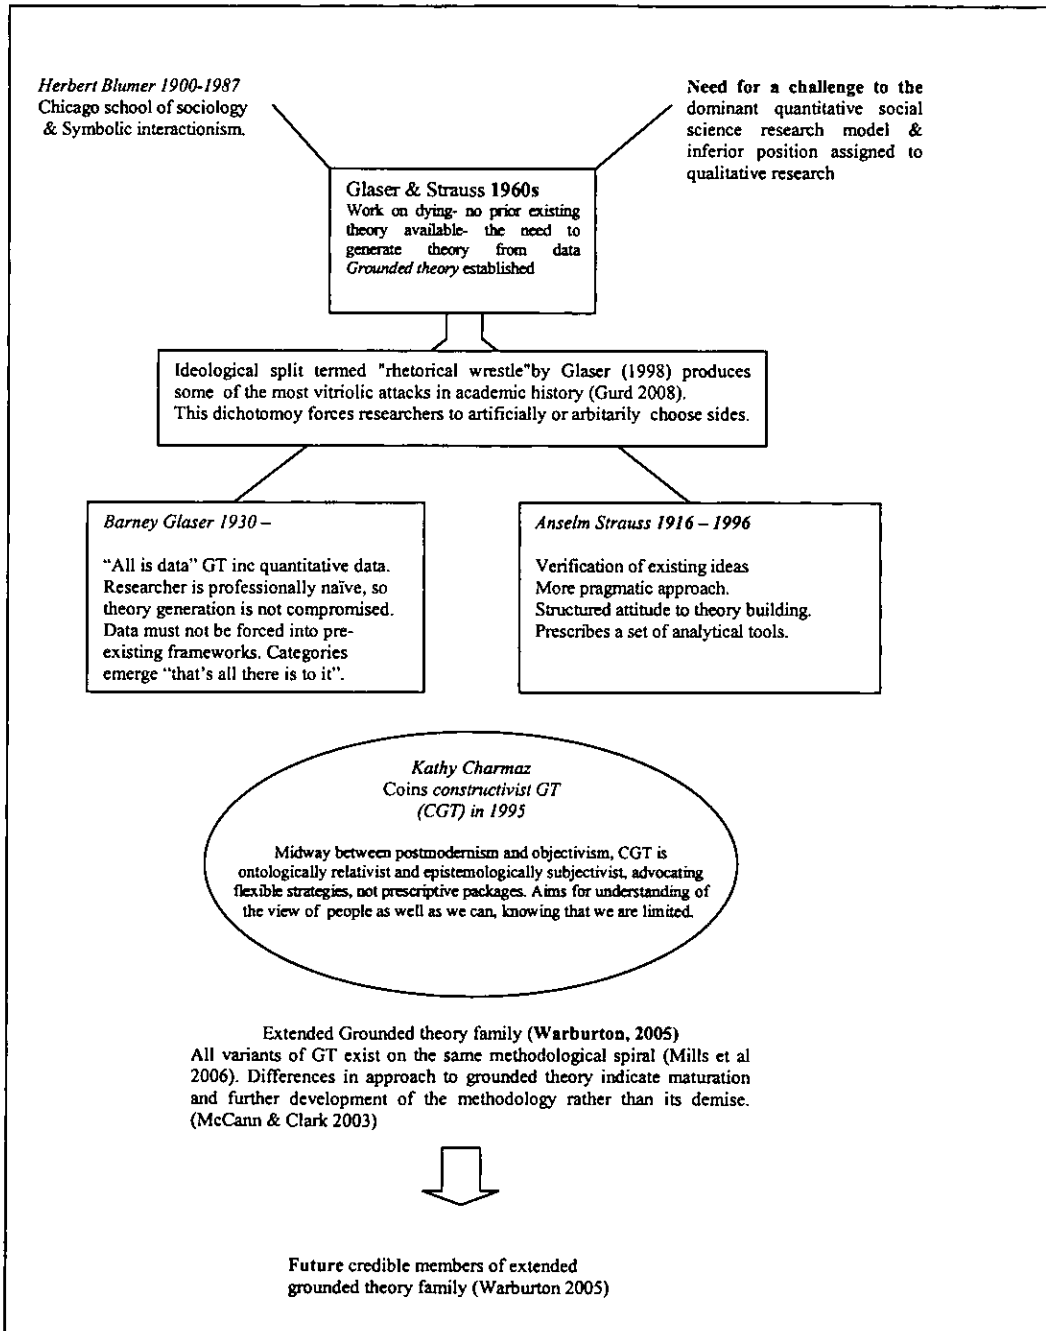 Herbert Blumer 1900-1987
Chicago school of sociology
& Symbolic interactionism.
Need for a challenge to the
dominant quantitative social
science research model &
inferior position assigned to
qualitative research
Glaser & Strauss 1960s
Work on dying- no prior existing
theory available- the need to
generate theory from data
Grounded theory established
Ideological split termed "rhetorical wrestle"by Glaser (1998) produces
some of the most vitriolic attacks in academic history (Gurd 2008).
This dichotomoy forces researchers to artificially or arbitarily choose sides.
Barney Glaser 1930 –
“All is data” GT inc quantitative data.
Researcher is professionally naïve, so
theory generation is not compromised.
Data must not be forced into pre-
existing frameworks. Categories
emerge “that’s all there is to it”.
Anselm Strauss 1916 – 1996
Verification of existing ideas
More pragmatic approach.
Structured attitude to theory building.
Prescribes a set of analytical tools.
Kathy Charmaz
Coins constructivist GT
(CGT) in 1995
Midway between postmodernism and objectivism, CGT is
ontologically relativist and epistemologically subjectivist, advocating
flexible strategies, not prescriptive packages. Aims for understanding of
the view of people as well as we can, knowing that we are limited.
Extended Grounded theory family (Warburton, 2005)
All variants of GT exist on the same methodological spiral (Mills et al
2006). Differences in approach to grounded theory indicate maturation
and further development of the methodology rather than its demise.
(McCann & Clark 2003)
Future credible members of extended
grounded theory family (Warburton 2005)